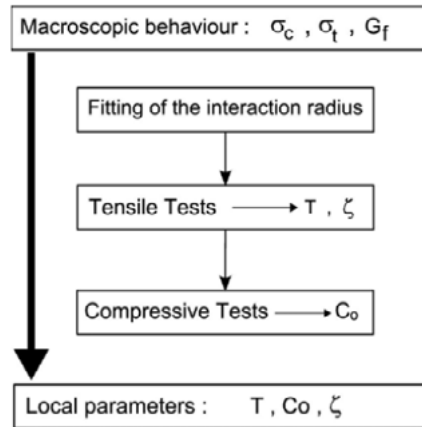 Macroscopic behaviour : σc , σt , Gf
Fitting of the interaction radius
Tensile Tests ⟶ T , ζ
Compressive Tests ⟶ Co
Local parameters : T , Co , ζ